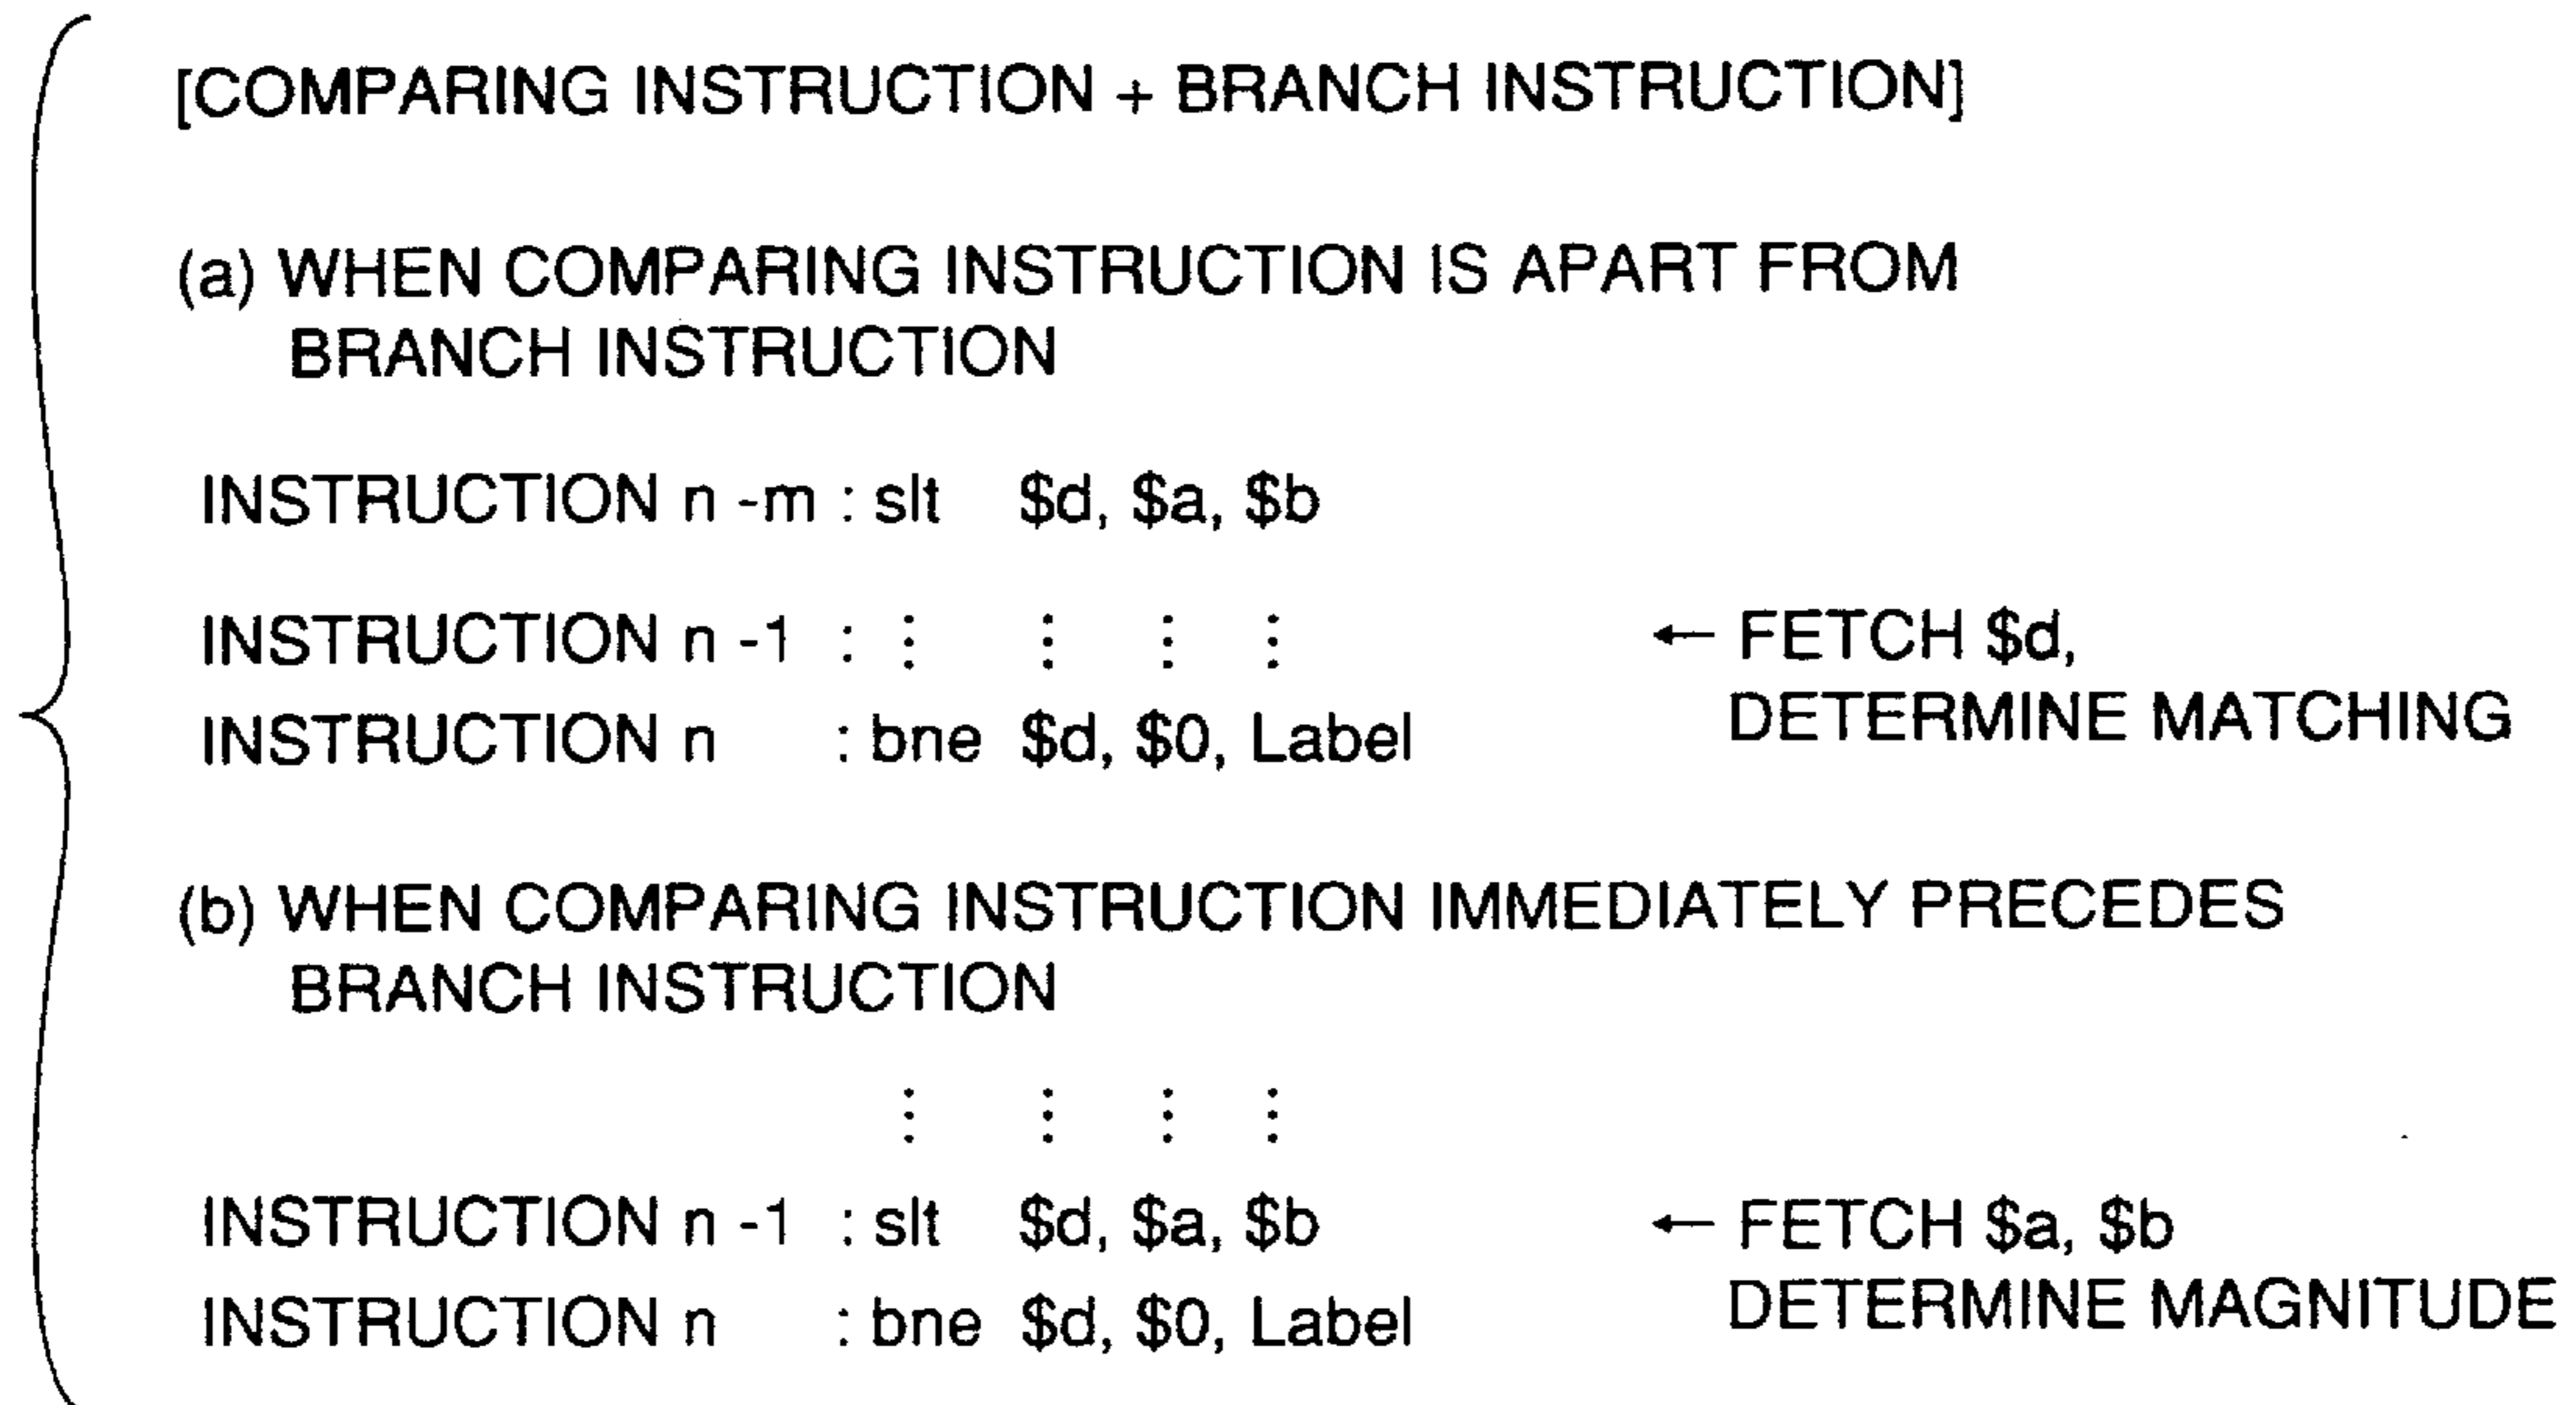 [COMPARING INSTRUCTION + BRANCH INSTRUCTION]
(a) WHEN COMPARING INSTRUCTION IS APART FROM
BRANCH INSTRUCTION
INSTRUCTION n -m : slt $d, $a, $b
INSTRUCTION n -1 : ⋮ ⋮ ⋮ ⋮ ← FETCH $d,
DETERMINE MATCHING
INSTRUCTION n : bne $d, $0, Label
(b) WHEN COMPARING INSTRUCTION IMMEDIATELY PRECEDES
BRANCH INSTRUCTION
⋮ ⋮ ⋮ ⋮
INSTRUCTION n -1 : slt $d, $a, $b ← FETCH $a, $b
DETERMINE MAGNITUDE
INSTRUCTION n : bne $d, $0, Label